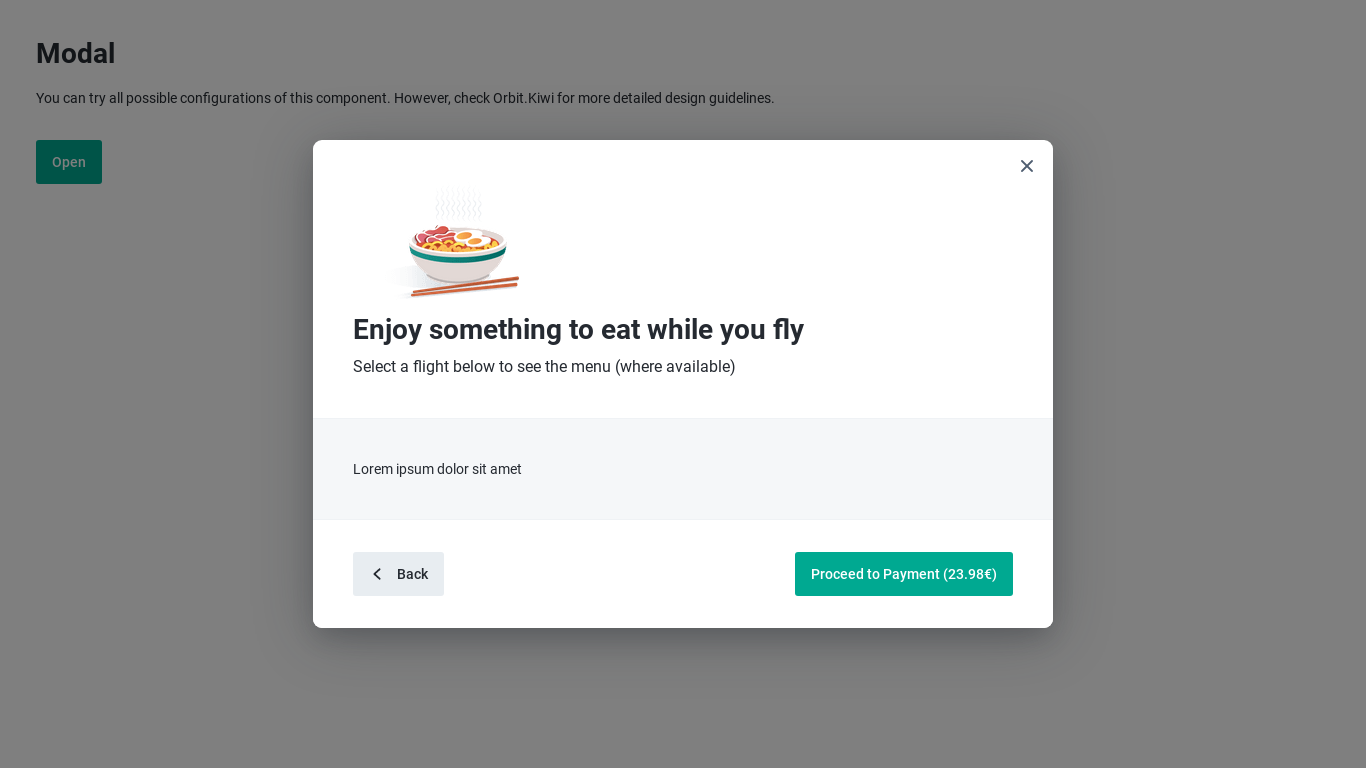 Modal
You can try all possible configurations of this component. However, check Orbit.Kiwi for more detailed design guidelines.
Open
Enjoy something to eat while you fly
Select a flight below to see the menu (where available)
Lorem ipsum dolor sit amet
Back
Proceed to Payment (23.98€)